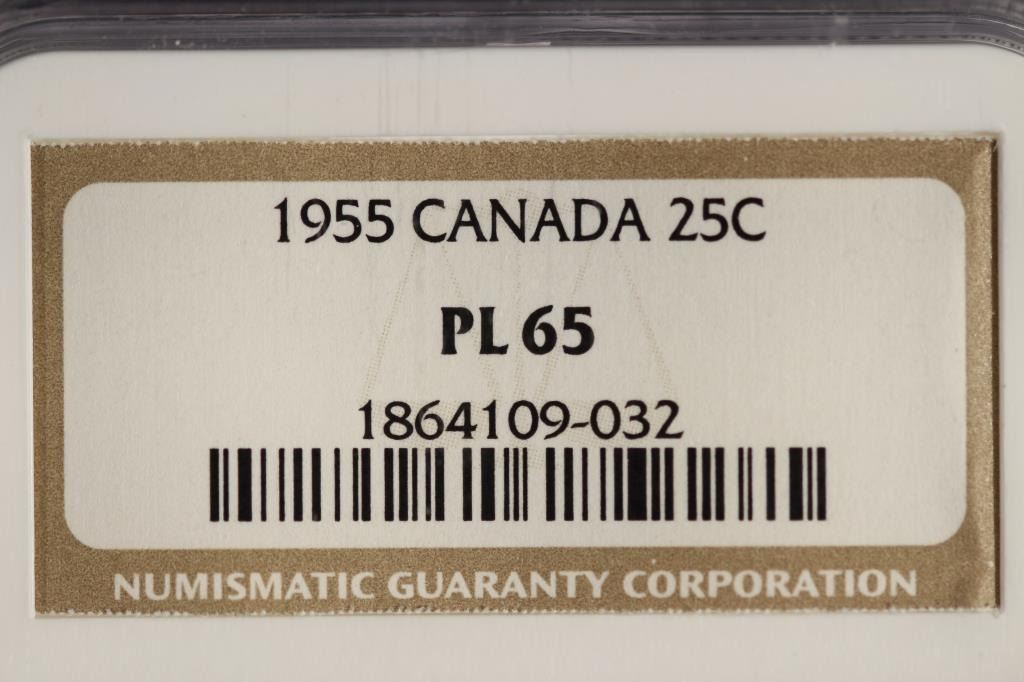 1955 CANADA 25C
PL 65
1864109-032
NUMISMATIC GUARANTY CORPORATION